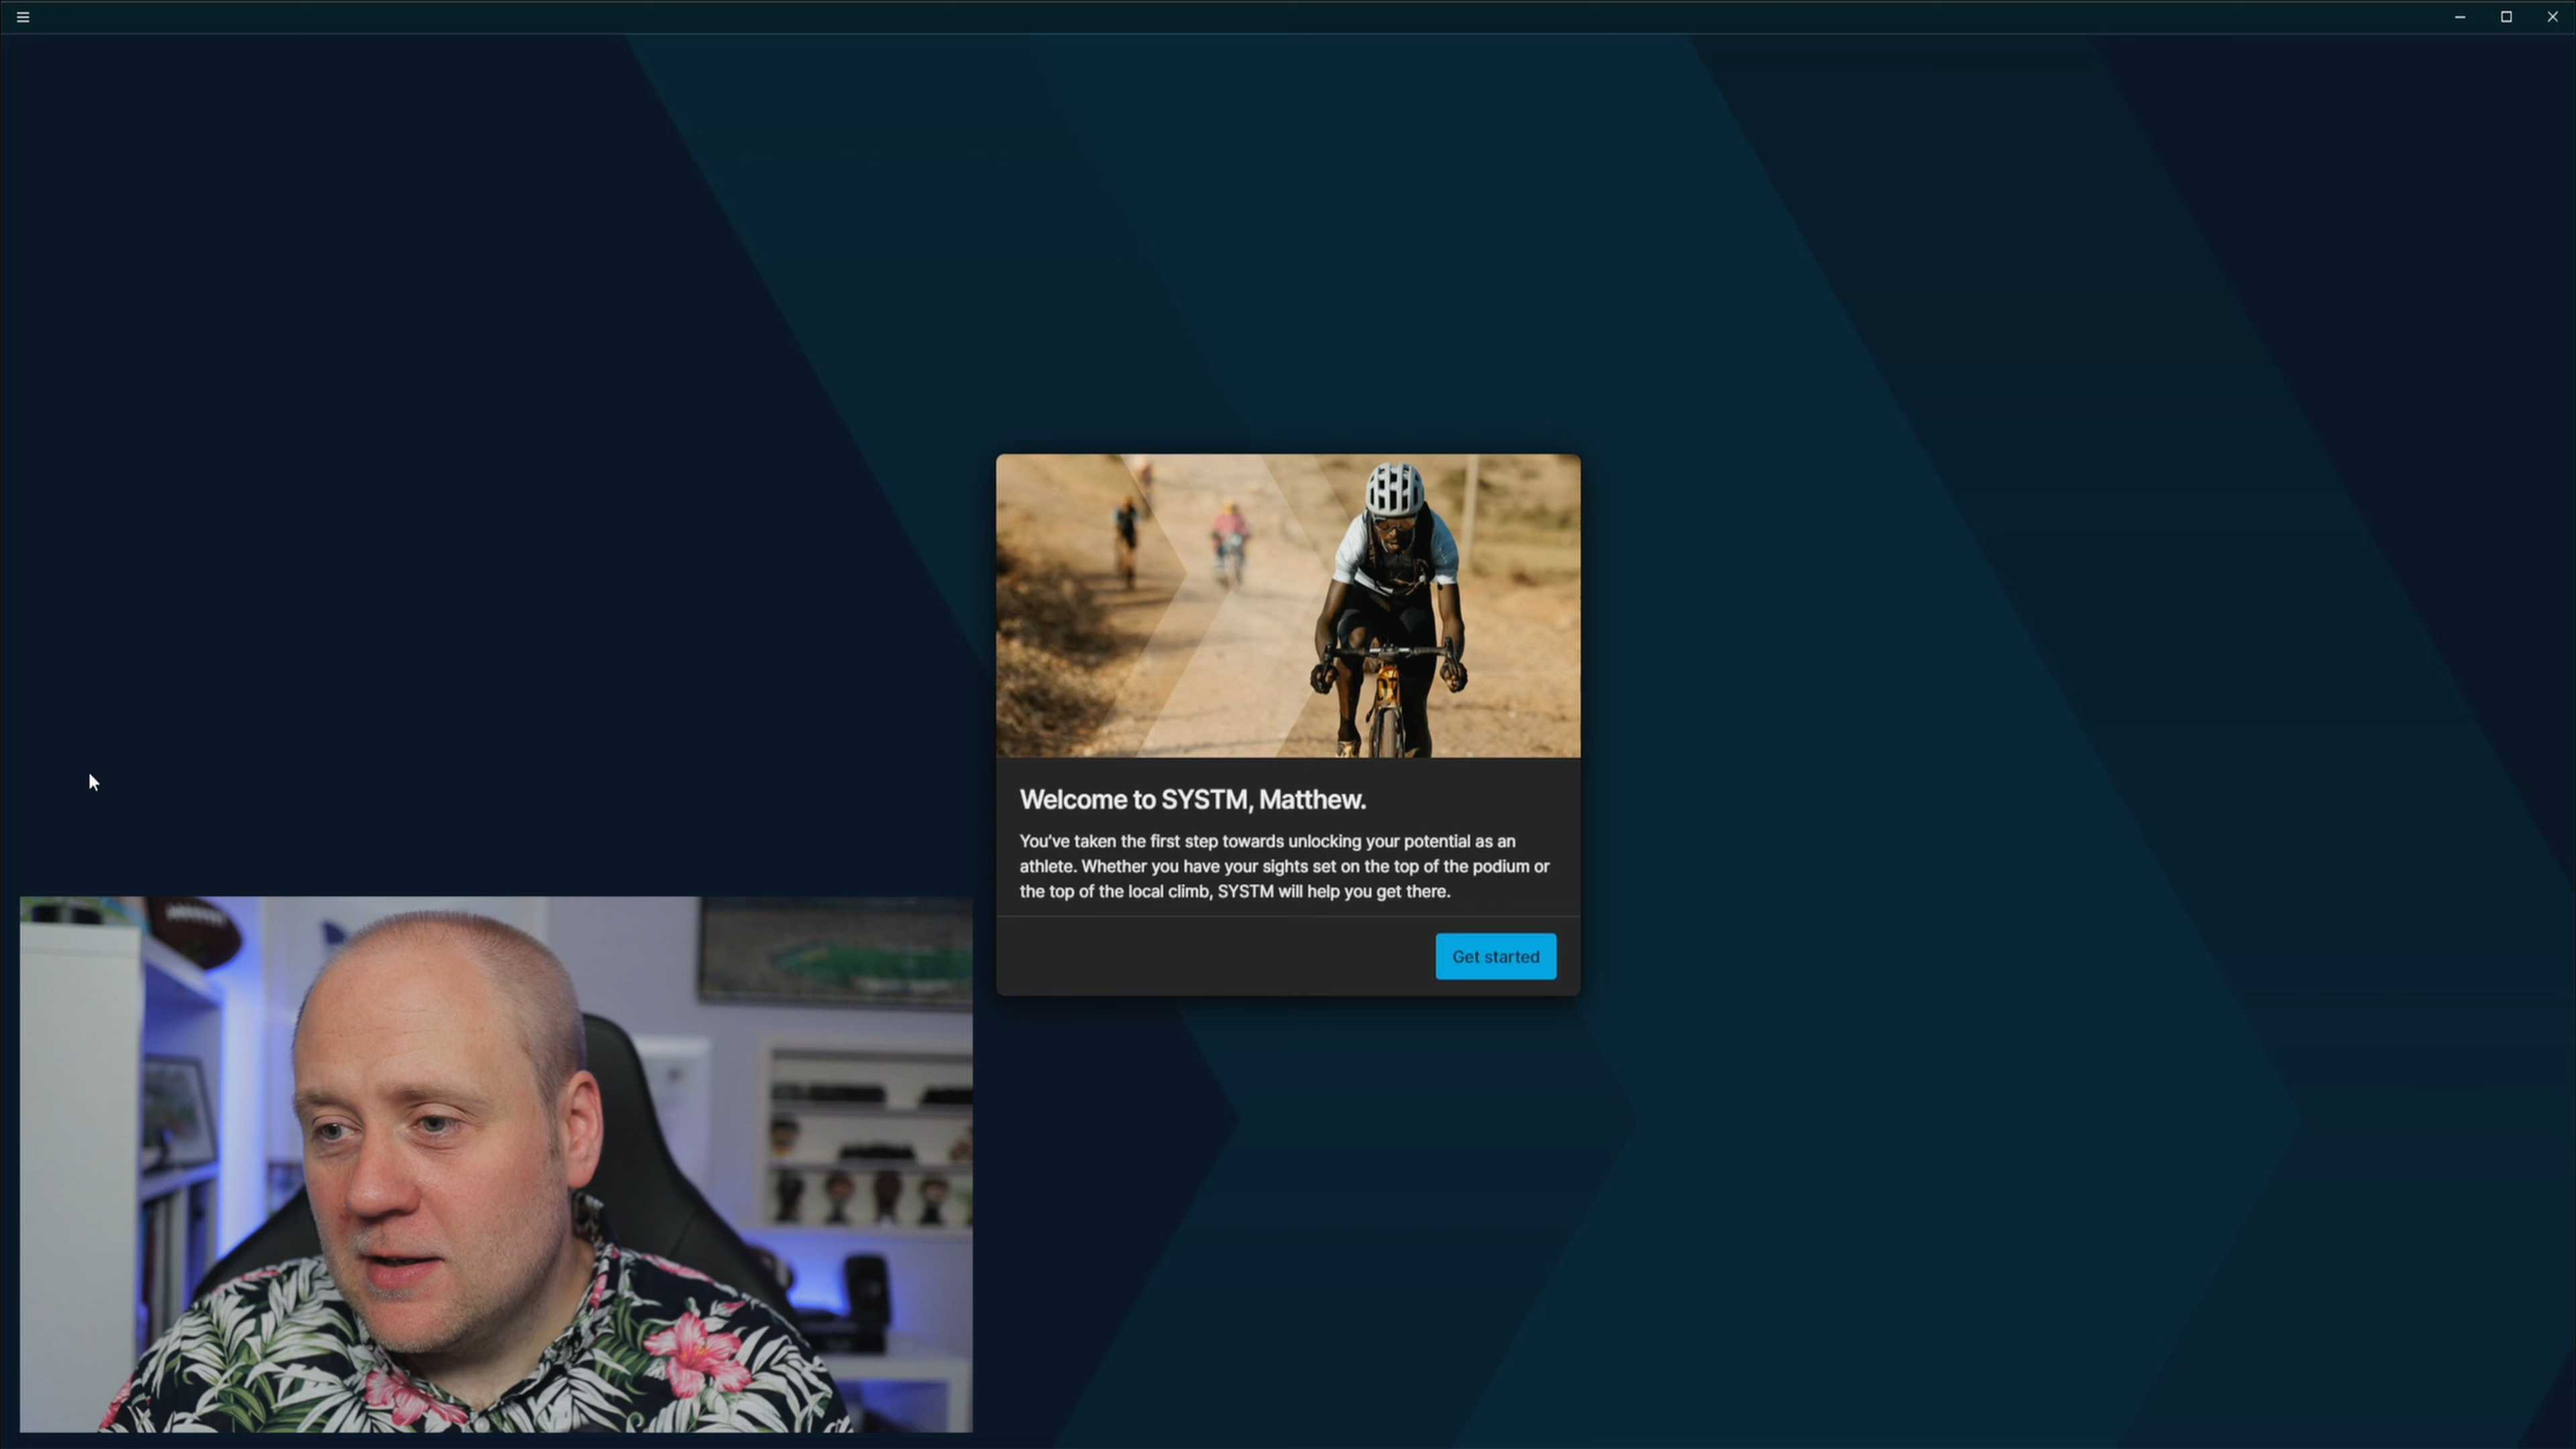 Welcome to SYSTM, Matthew.
You've taken the first step towards unlocking your potential as an
athlete. Whether you have your sights set on the top of the podium or
the top of the local climb, SYSTM will help you get there.
Get started